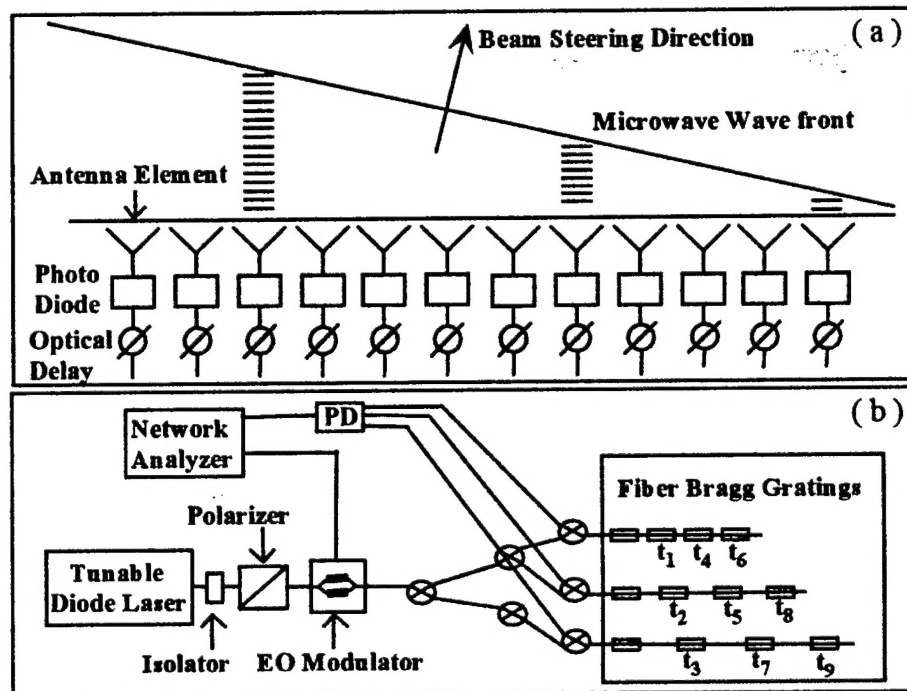 (a)
Beam Steering Direction
Microwave Wave front
Antenna Element
Photo
Diode
Optical
Delay
(b)
Network
Analyzer
PD
Fiber Bragg Gratings
Polarizer
t₁ t₄ t₆
Tunable
Diode Laser
t₂ t₅ t₈
Isolator
EO Modulator
t₃ t₇ t₉